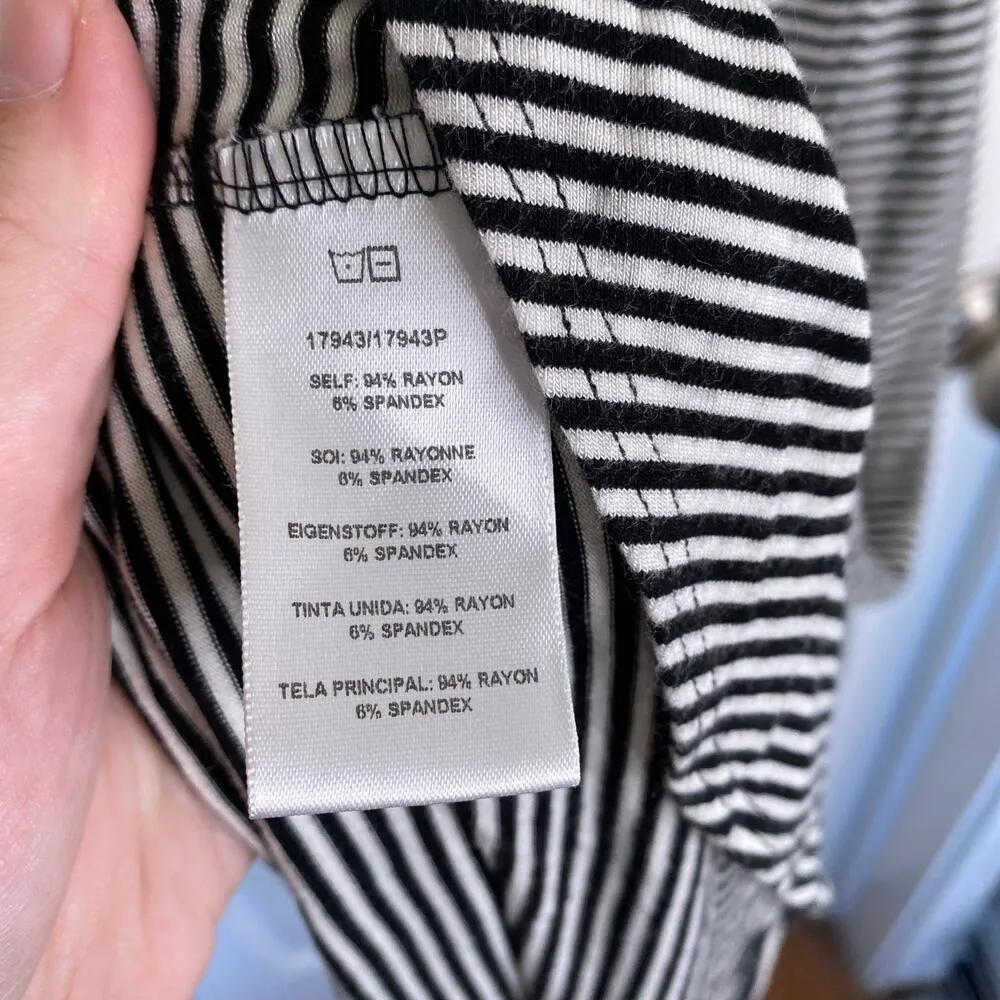 17943/17943P
SELF: 94% RAYON
6% SPANDEX
SOI: 94% RAYONNE
6% SPANDEX
EIGENSTOFF: 94% RAYON
6% SPANDEX
TINTA UNIDA: 94% RAYON
6% SPANDEX
TELA PRINCIPAL: 94% RAYON
6% SPANDEX